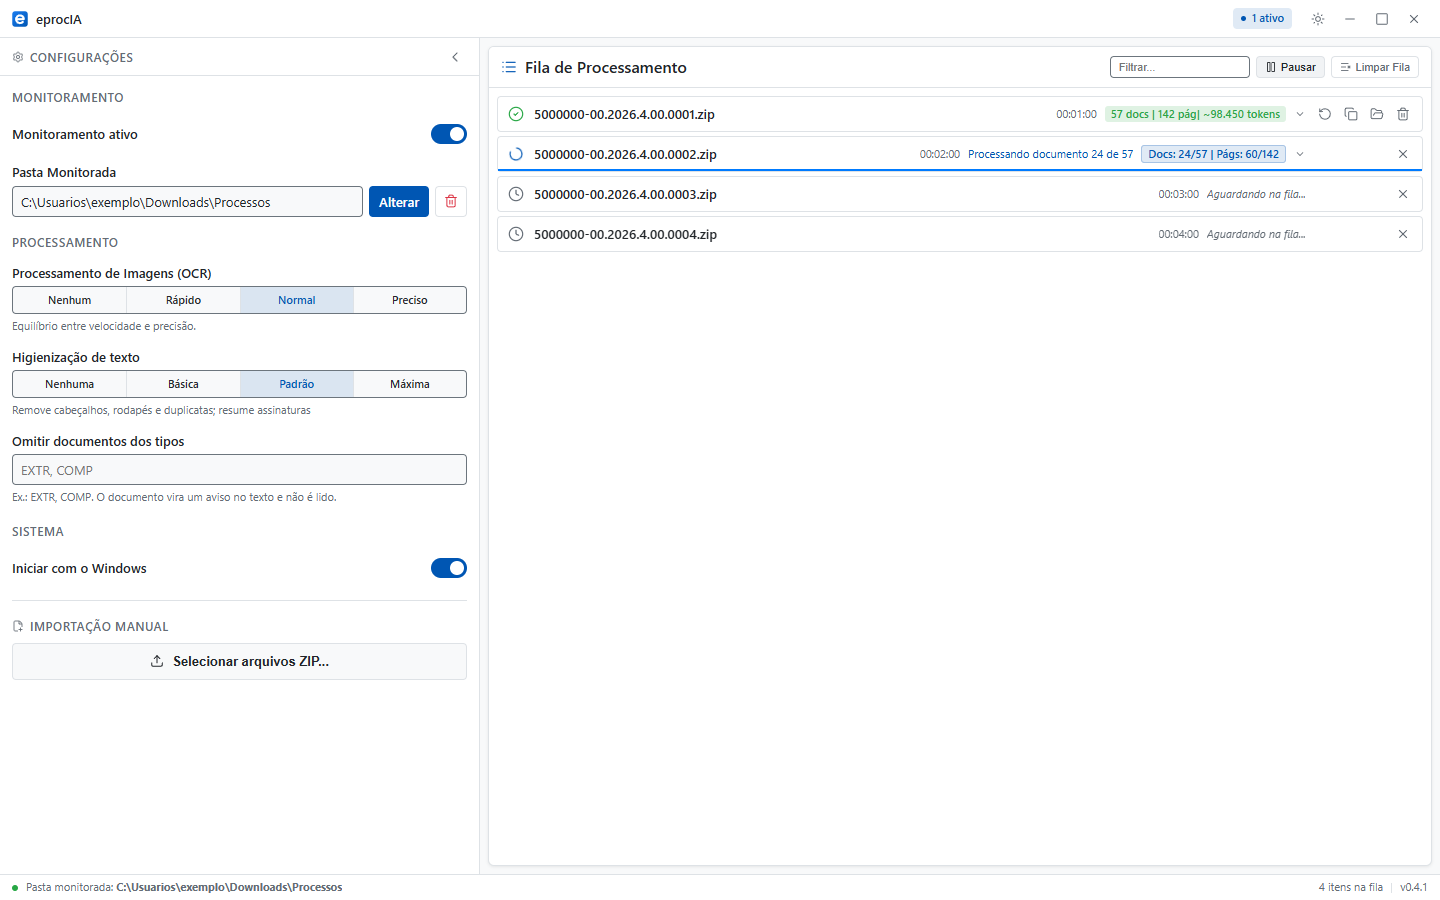 eprocIA
1 ativo
CONFIGURAÇÕES
MONITORAMENTO
Monitoramento ativo
Pasta Monitorada
C:\Usuarios\exemplo\Downloads\Processos
Alterar
PROCESSAMENTO
Processamento de Imagens (OCR)
Nenhum Rápido Normal Preciso
Equilíbrio entre velocidade e precisão.
Higienização de texto
Nenhuma Básica Padrão Máxima
Remove cabeçalhos, rodapés e duplicatas; resume assinaturas
Omitir documentos dos tipos
EXTR, COMP
Ex.: EXTR, COMP. O documento vira um aviso no texto e não é lido.
SISTEMA
Iniciar com o Windows
IMPORTAÇÃO MANUAL
Selecionar arquivos ZIP...
Fila de Processamento
Filtrar...
Pausar
Limpar Fila
5000000-00.2026.4.00.0001.zip 00:01:00 57 docs | 142 pág| ~98.450 tokens
5000000-00.2026.4.00.0002.zip 00:02:00 Processando documento 24 de 57 Docs: 24/57 | Págs: 60/142
5000000-00.2026.4.00.0003.zip 00:03:00 Aguardando na fila...
5000000-00.2026.4.00.0004.zip 00:04:00 Aguardando na fila...
Pasta monitorada: C:\Usuarios\exemplo\Downloads\Processos
4 itens na fila v0.4.1